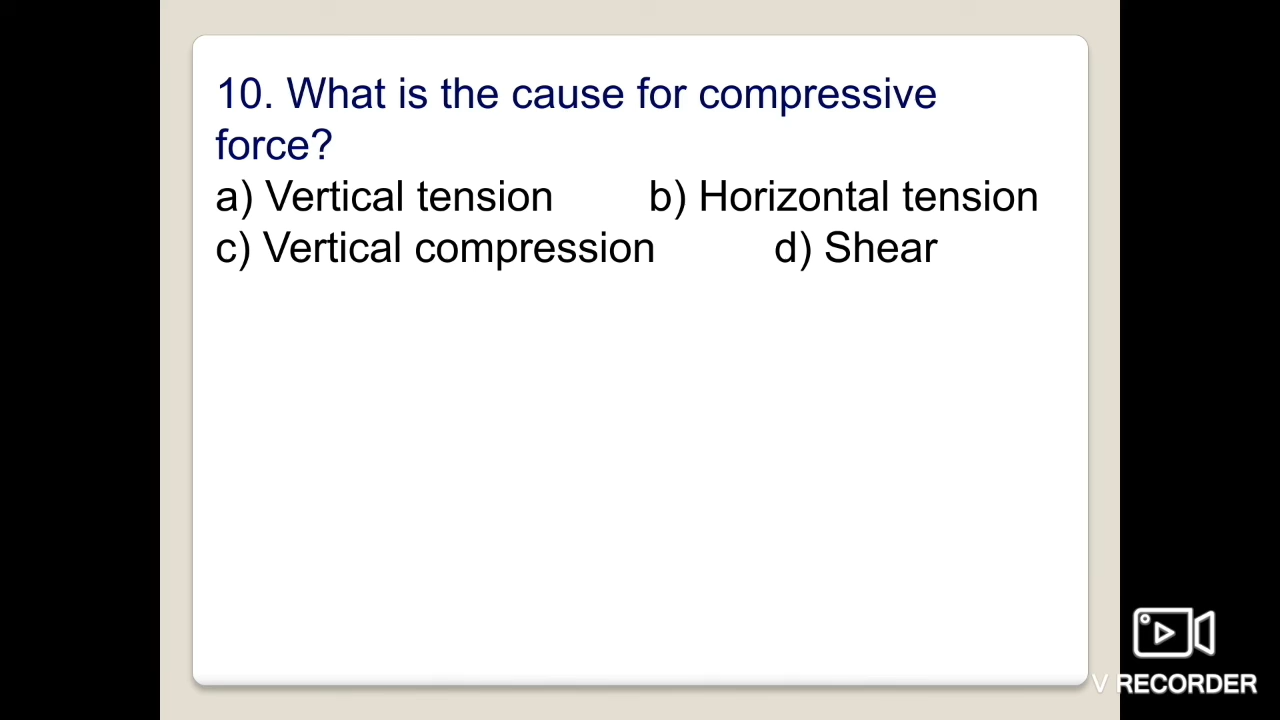 10. What is the cause for compressive
force?
a) Vertical tension b) Horizontal tension
c) Vertical compression d) Shear
V RECORDER